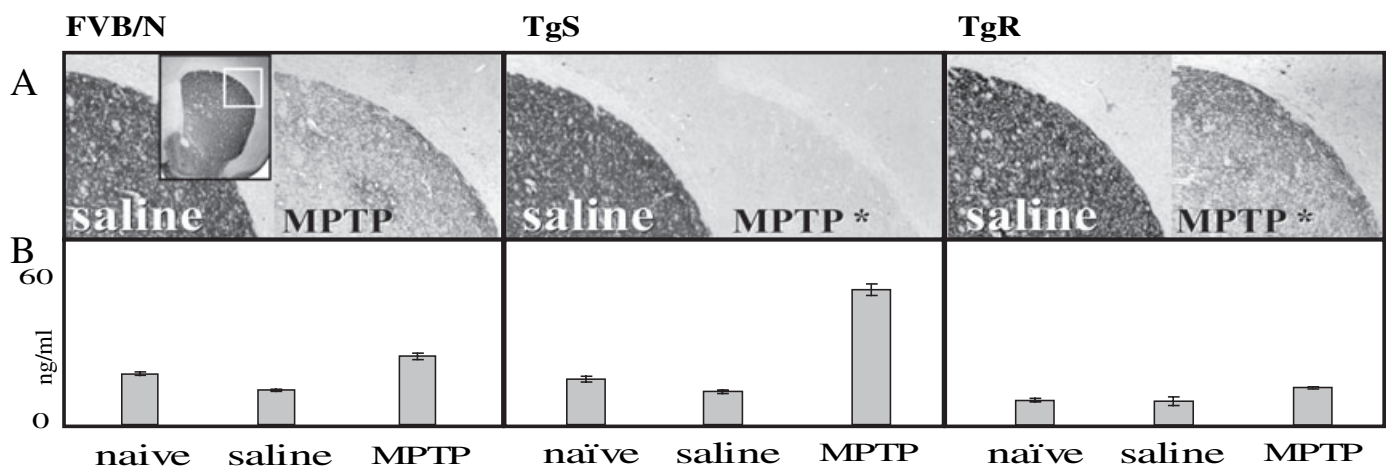 FVB/N TgS TgR
A
saline MPTP saline MPTP * saline MPTP *
B
60
ng/ml
0
naive saline MPTP naïve saline MPTP naïve saline MPTP